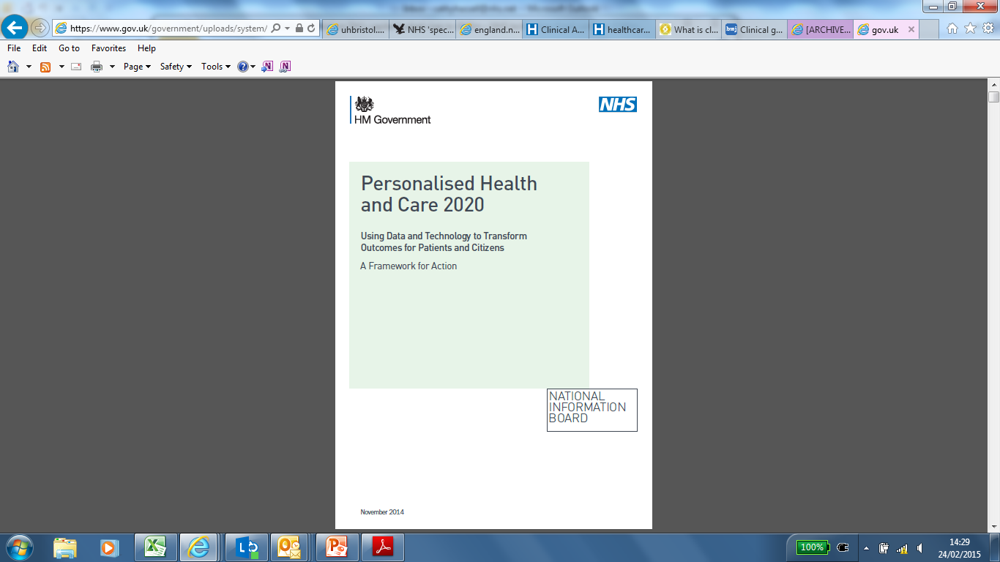 https://www.gov.uk/government/uploads/system/
uhbristol....
NHS 'spec...
england.n...
Clinical A...
healthcar...
What is cl...
bmj
Clinical g...
[ARCHIVE...
gov.uk
File Edit Go to Favorites Help
Page Safety Tools
HM Government
NHS
Personalised Health
and Care 2020
Using Data and Technology to Transform
Outcomes for Patients and Citizens
A Framework for Action
NATIONAL
INFORMATION
BOARD
November 2014
100%
14:29
24/02/2015